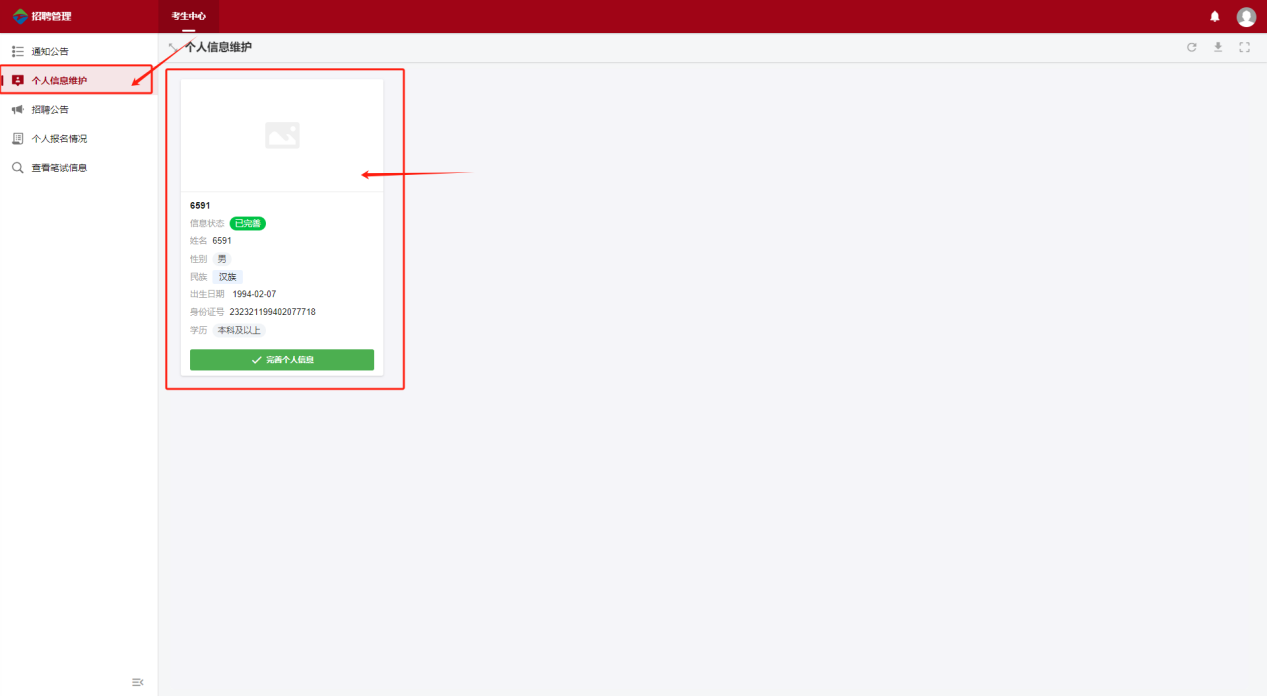 招聘管理
考生中心
通知公告
个人信息维护
招聘公告
个人报名情况
查看笔试信息
个人信息维护
6591
信息状态 已完善
姓名 6591
性别 男
民族 汉族
出生日期 1994-02-07
身份证号 232321199402077718
学历 本科及以上
完善个人信息